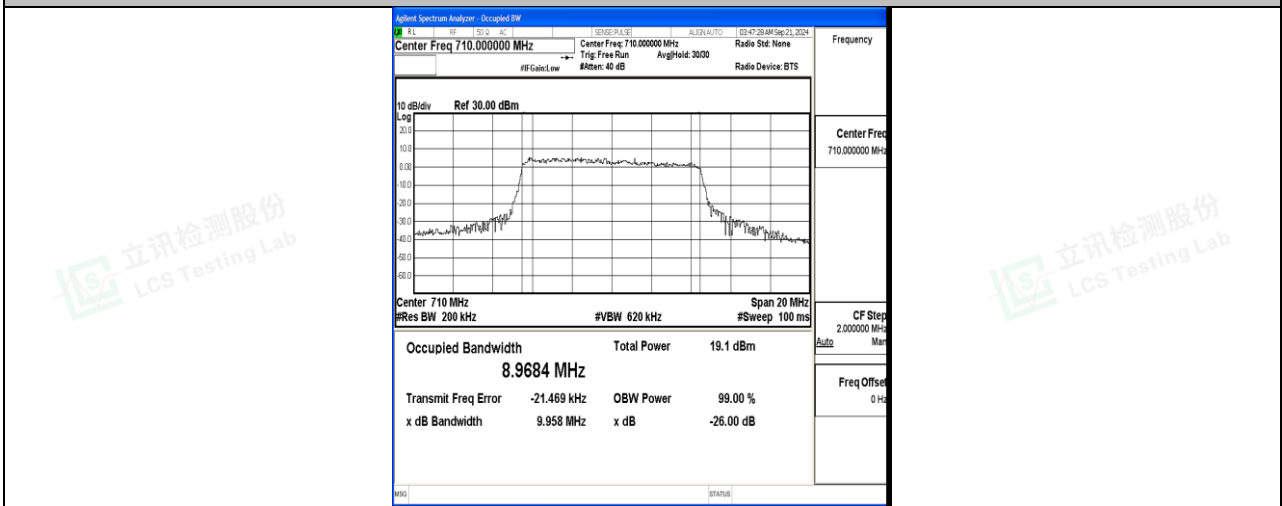 Agilent Spectrum Analyzer - Occupied BW
RL RF 50 Ω AC SENSE:PULSE ALIGN AUTO 03:47:28 AM Sep 21, 2024
Center Freq 710.000000 MHz
Center Freq: 710.000000 MHz
Radio Std: None
Trig: Free Run Avg|Hold: 30/30
#IFGain:Low
#Atten: 40 dB
Radio Device: BTS
Frequency
10 dB/div Ref 30.00 dBm
Log
20.0
10.0
0.00
-10.0
-20.0
-30.0
-40.0
-50.0
-60.0
Center 710 MHz
Span 20 MHz
#Res BW 200 kHz
#VBW 620 kHz
#Sweep 100 ms
Center Freq
710.000000 MHz
CF Step
2.000000 MHz
Auto Man
Freq Offset
0 Hz
Occupied Bandwidth
Total Power 19.1 dBm
8.9684 MHz
Transmit Freq Error -21.469 kHz OBW Power 99.00 %
x dB Bandwidth 9.958 MHz x dB -26.00 dB
MSG
STATUS
立讯检测股份
LCS Testing Lab
立讯检测股份
LCS Testing Lab